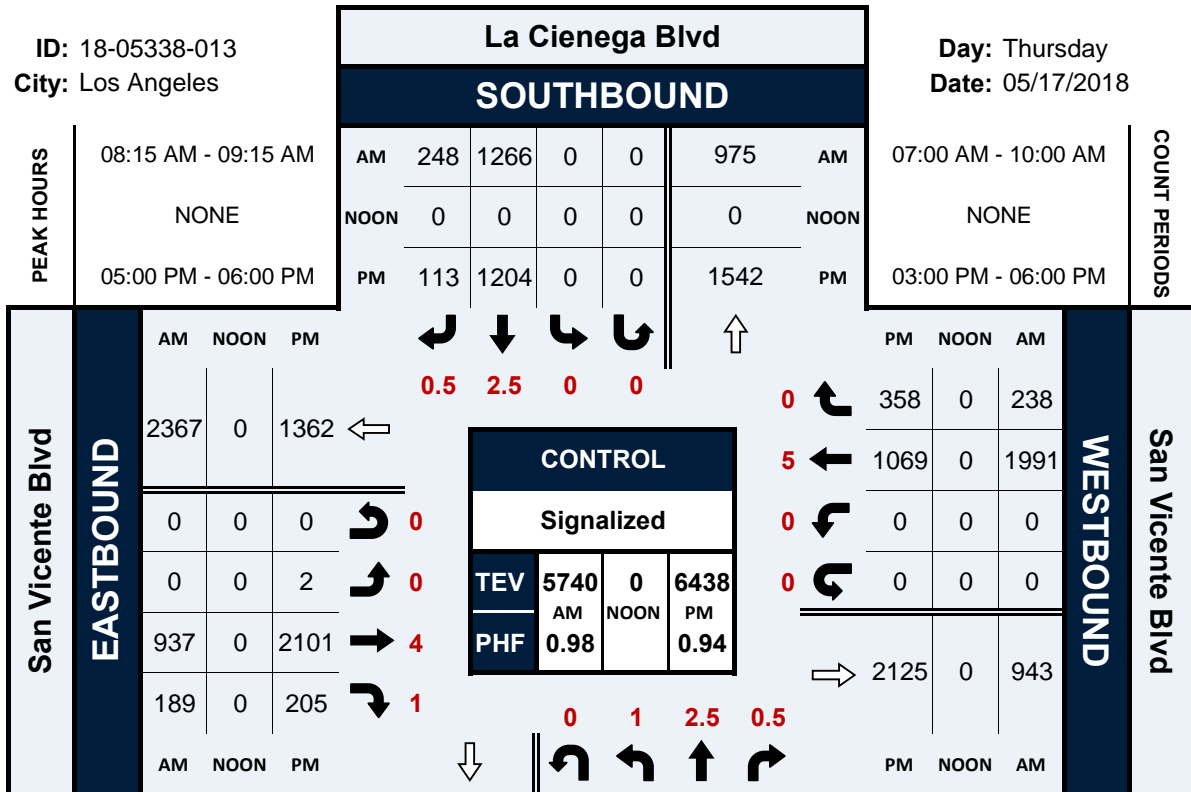 La Cienega Blvd
SOUTHBOUND
ID: 18-05338-013
City: Los Angeles
Day: Thursday
Date: 05/17/2018
PEAK HOURS
08:15 AM - 09:15 AM
NONE
05:00 PM - 06:00 PM
AM 248 1266 0 0 975 AM
NOON 0 0 0 0 0 NOON
PM 113 1204 0 0 1542 PM
07:00 AM - 10:00 AM
NONE
03:00 PM - 06:00 PM
COUNT PERIODS
0.5 2.5 0 0
San Vicente Blvd
EASTBOUND
AM NOON PM
2367 0 1362
0 0 0 0
0 0 2 0
937 0 2101 4
189 0 205 1
AM NOON PM
CONTROL
Signalized
TEV 5740 0 6438
AM NOON PM
PHF 0.98 0.94
PM NOON AM
0 358 0 238
5 1069 0 1991
0 0 0 0
0 0 0 0
2125 0 943
PM NOON AM
WESTBOUND
San Vicente Blvd
0 1 2.5 0.5